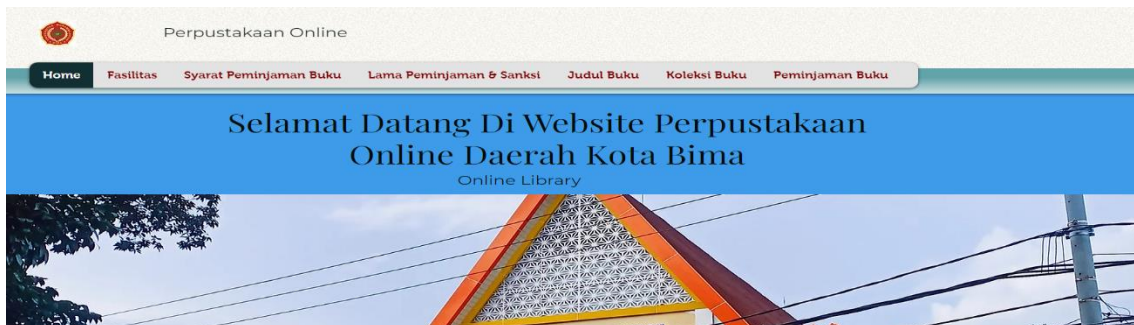 Perpustakaan Online
Home Fasilitas Syarat Peminjaman Buku Lama Peminjaman & Sanksi Judul Buku Koleksi Buku Peminjaman Buku
Selamat Datang Di Website Perpustakaan
Online Daerah Kota Bima
Online Library